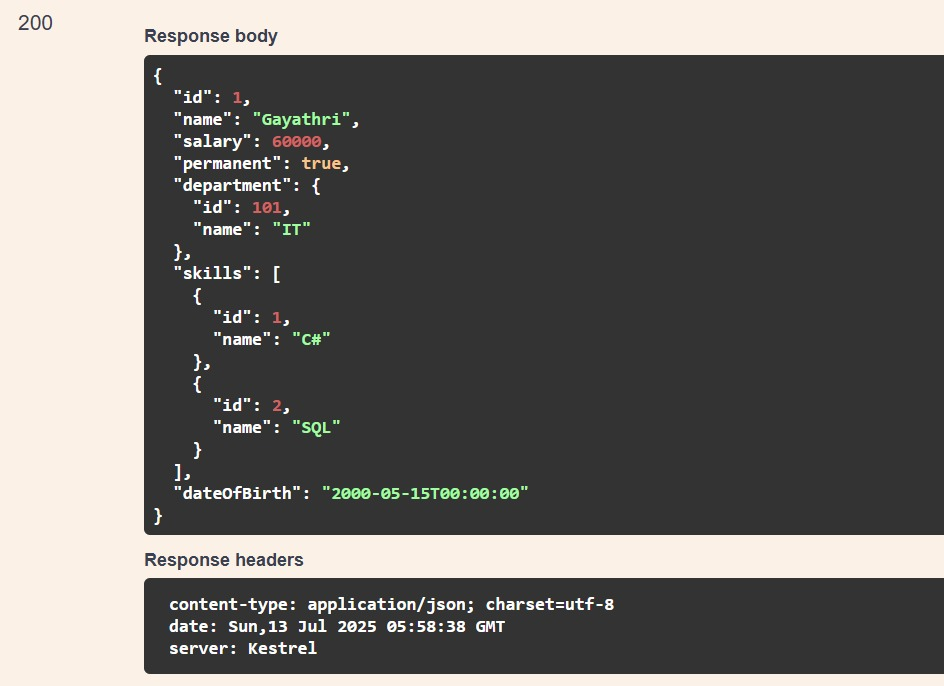 200
Response body
{
  "id": 1,
  "name": "Gayathri",
  "salary": 60000,
  "permanent": true,
  "department": {
    "id": 101,
    "name": "IT"
  },
  "skills": [
    {
      "id": 1,
      "name": "C#"
    },
    {
      "id": 2,
      "name": "SQL"
    }
  ],
  "dateOfBirth": "2000-05-15T00:00:00"
}
Response headers
content-type: application/json; charset=utf-8
date: Sun,13 Jul 2025 05:58:38 GMT
server: Kestrel